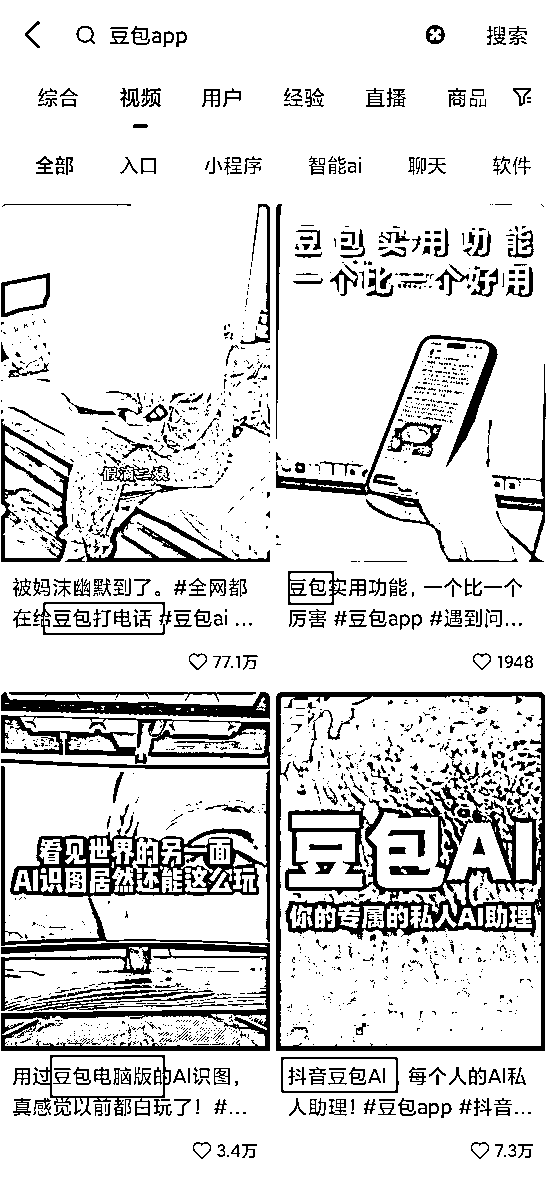 豆包app
搜索
综合 视频 用户 经验 直播 商品
全部 入口 小程序 智能ai 聊天 软件
豆包实用功能
一个比一个好用
被妈沫幽默到了。#全网都
在给豆包打电话 #豆包ai ...
77.1万
豆包实用功能，一个比一个
厉害 #豆包app #遇到问...
1948
看见世界的另一面
AI识图居然还能这么玩
豆包AI
你的专属的私人AI助理
用过豆包电脑版的AI识图，
真感觉以前都白玩了！#...
3.4万
抖音豆包AI，每个人的AI私
人助理！#豆包app #抖音...
7.3万